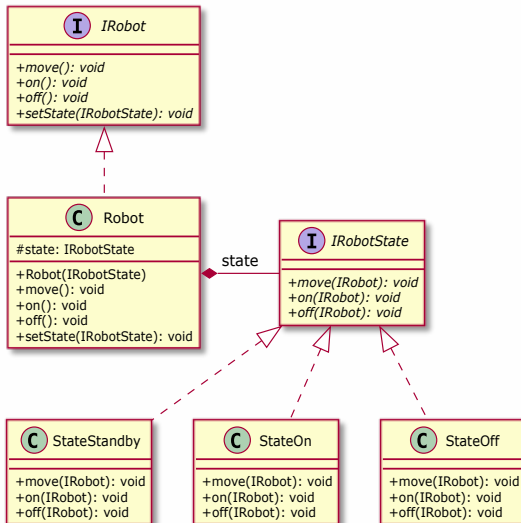 I IRobot
+move(): void
+on(): void
+off(): void
+setState(IRobotState): void
C Robot
#state: IRobotState
+Robot(IRobotState)
+move(): void
+on(): void
+off(): void
+setState(IRobotState): void
state
I IRobotState
+move(IRobot): void
+on(IRobot): void
+off(IRobot): void
C StateStandby
+move(IRobot): void
+on(IRobot): void
+off(IRobot): void
C StateOn
+move(IRobot): void
+on(IRobot): void
+off(IRobot): void
C StateOff
+move(IRobot): void
+on(IRobot): void
+off(IRobot): void